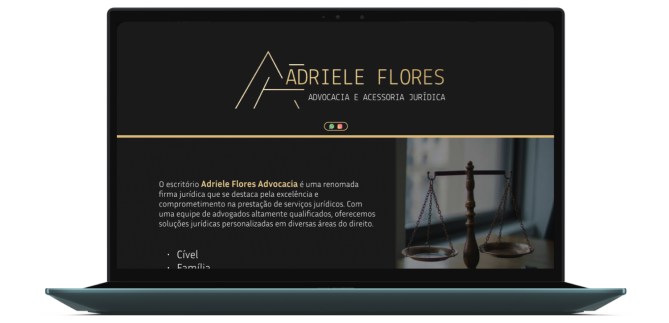 ADRIELE FLORES
ADVOCACIA E ACESSORIA JURÍDICA
O escritório Adriele Flores Advocacia é uma renomada
firma jurídica que se destaca pela excelência e
comprometimento na prestação de serviços jurídicos. Com
uma equipe de advogados altamente qualificados, oferecemos
soluções jurídicas personalizadas em diversas áreas do direito.
· Cível
· Família